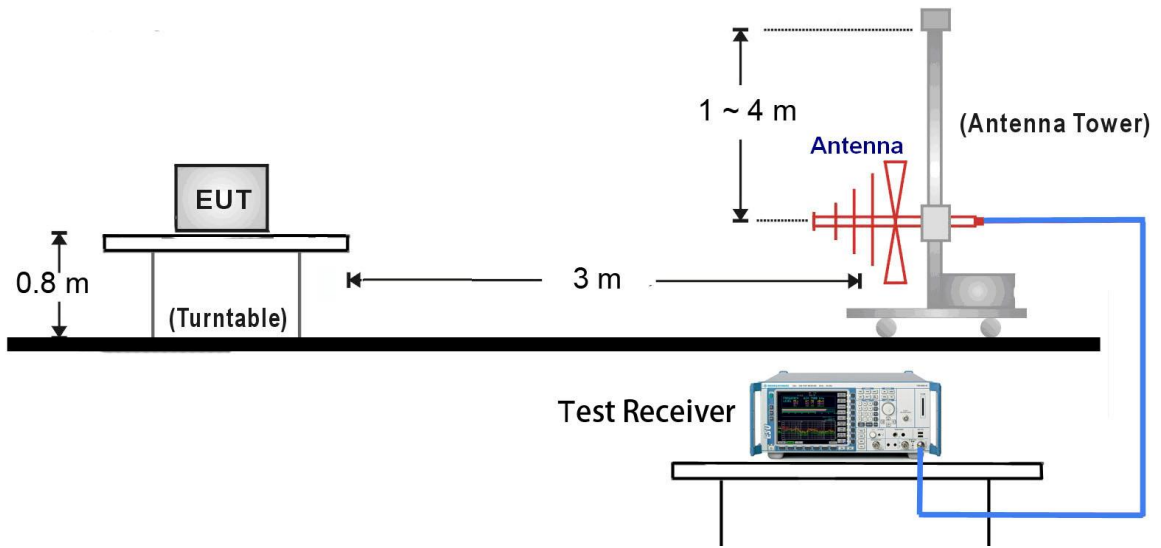 1 ~ 4 m
(Antenna Tower)
Antenna
EUT
0.8 m
3 m
(Turntable)
Test Receiver